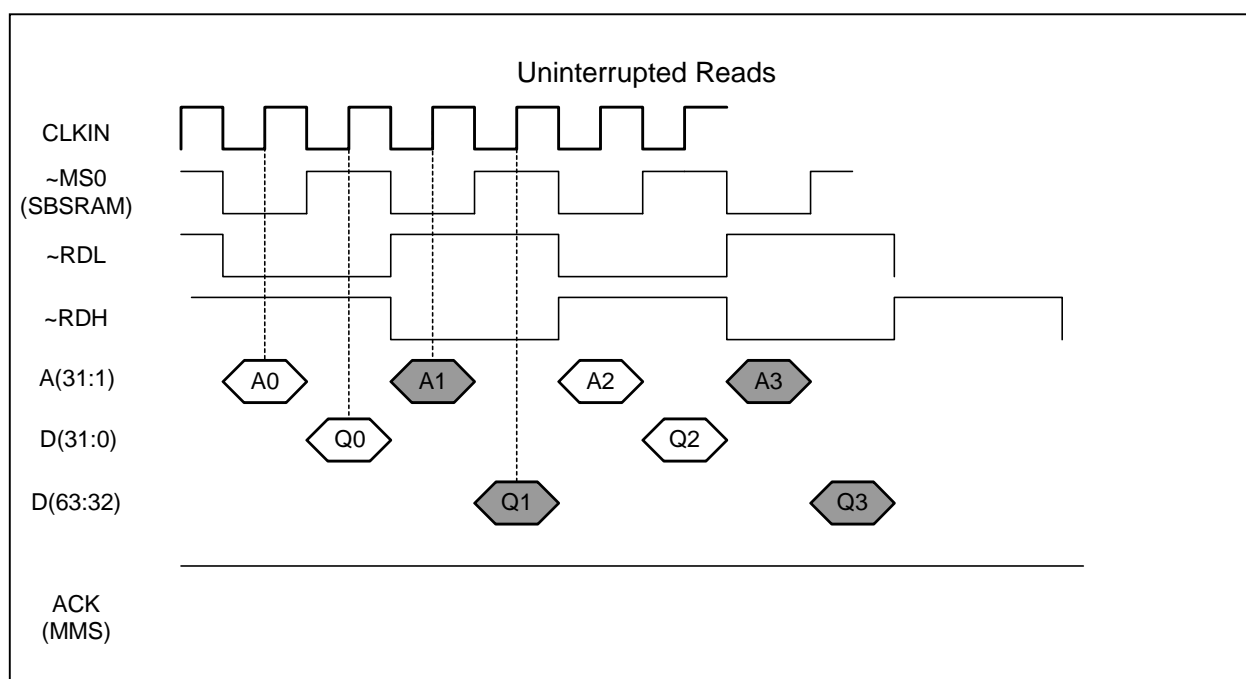 Uninterrupted Reads
CLKIN
~MS0
(SBSRAM)
~RDL
~RDH
A(31:1) A0 A1 A2 A3
D(31:0) Q0 Q2
D(63:32) Q1 Q3
ACK
(MMS)